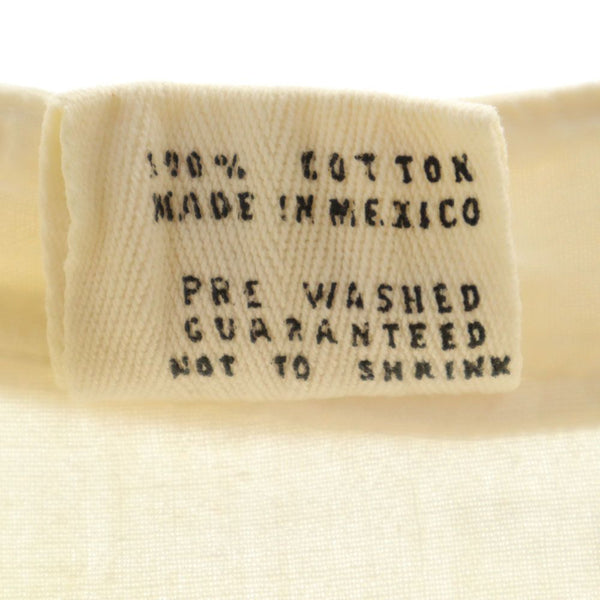 100% COTTON
MADE IN MEXICO
PRE WASHED
GUARANTEED
NOT TO SHRINK